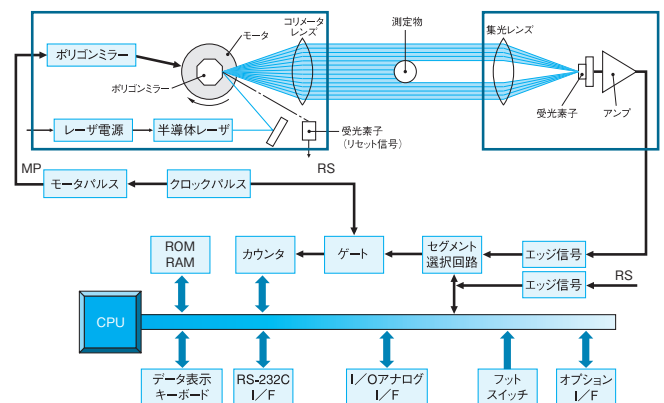 モータ
コリメータ
レンズ
測定物
集光レンズ
ポリゴンミラー
ポリゴンミラー
受光素子
アンプ
レーザ電源
半導体レーザ
受光素子
(リセット信号)
MP
RS
モータパルス
クロックパルス
ROM
RAM
カウンタ
ゲート
セグメント
選択回路
エッジ信号
エッジ信号
RS
CPU
データ表示
キーボード
RS-232C
I/F
I/Oアナログ
I/F
フット
スイッチ
オプション
I/F